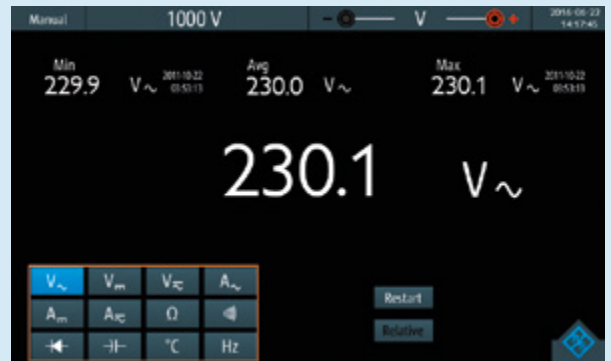 Manual 1000 V − V + 2016-06-23
14:57:45
Min Avg Max
229.9 V~ 2011-10-22 230.0 V~ 230.1 V~ 2011-10-22
03:53:13 03:53:13
230.1 V~
V~ V⎓ V A~
A⎓ A Ω
°C Hz
Restart
Relative